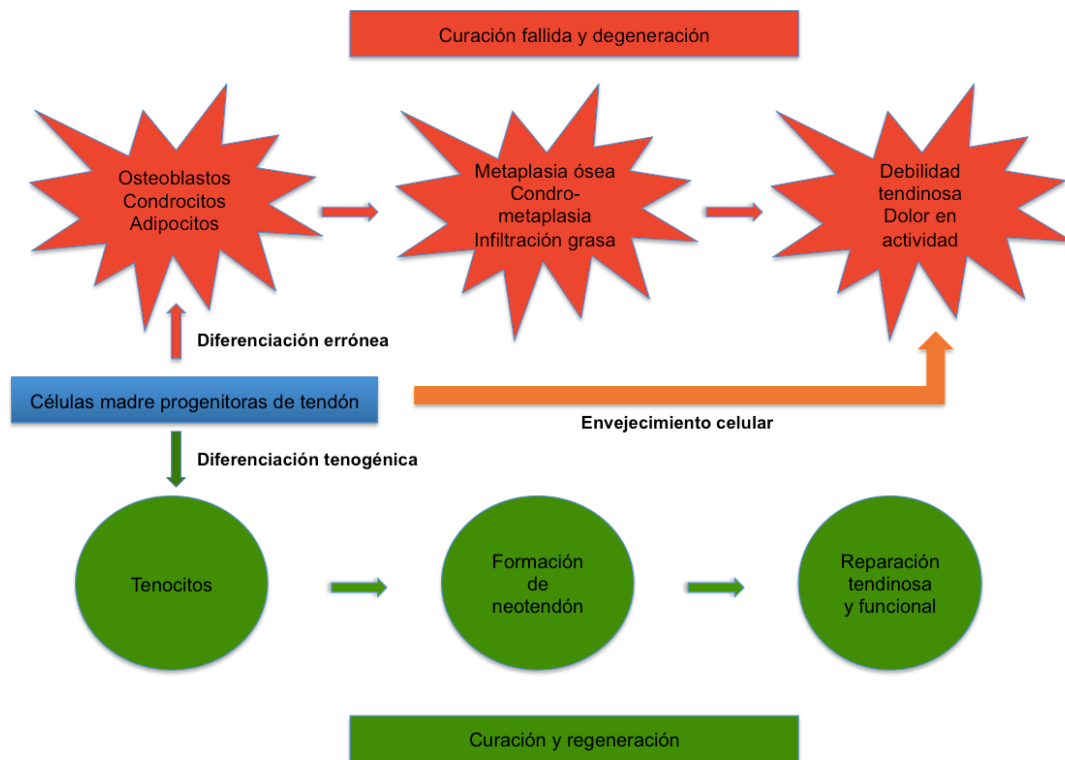 Curación fallida y degeneración
Osteoblastos
Condrocitos
Adipocitos
Metaplasia ósea
Condro-
metaplasia
Infiltración grasa
Debilidad
tendinosa
Dolor en
actividad
Diferenciación errónea
Células madre progenitoras de tendón
Envejecimiento celular
Diferenciación tenogénica
Tenocitos
Formación
de
neotendón
Reparación
tendinosa
y funcional
Curación y regeneración